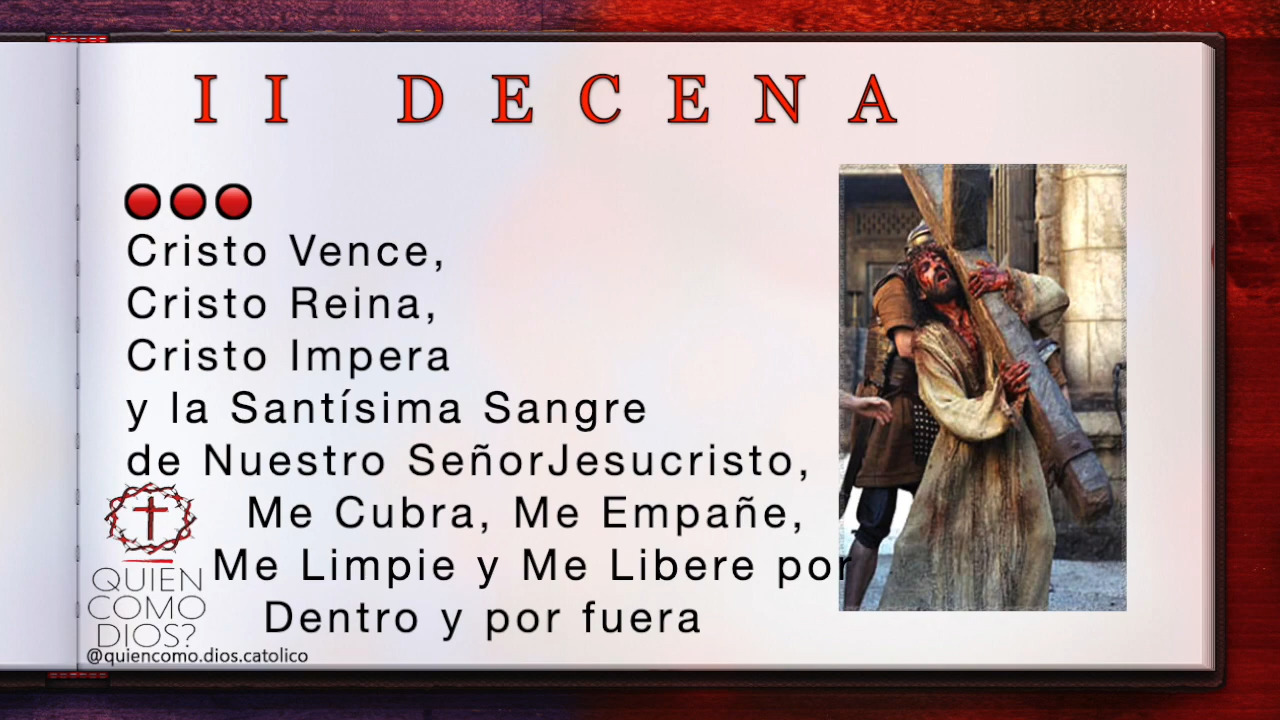 II DECENA
Cristo Vence,
Cristo Reina,
Cristo Impera
y la Santísima Sangre
de Nuestro SeñorJesucristo,
Me Cubra, Me Empañe,
Me Limpie y Me Libere por
Dentro y por fuera
QUIEN
COMO
DIOS?
@quiencomo.dios.catolico